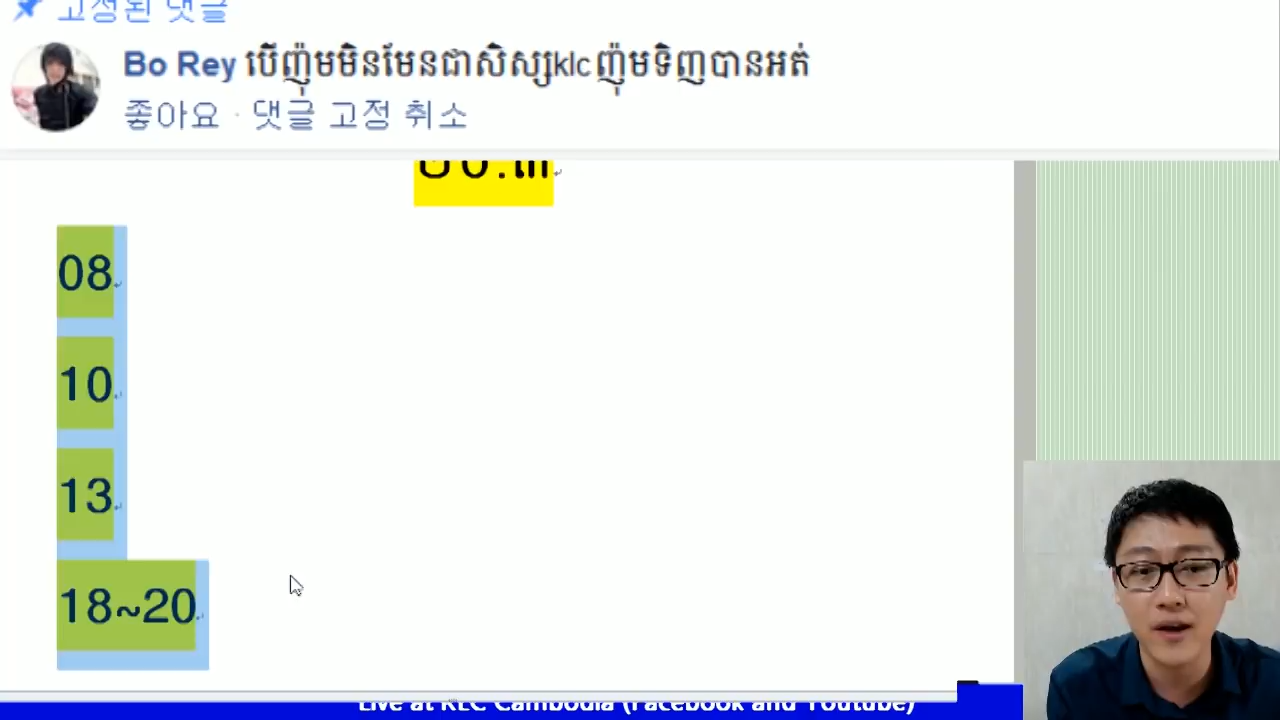 고정된 댓글
Bo Rey បើញ៉ុមមិនមែនជាសិស្សklcញ៉ុមទិញបានអត់
좋아요 · 댓글 고정 취소
08
10
13
18~20
Live at KLC Cambodia (Facebook and Youtube)